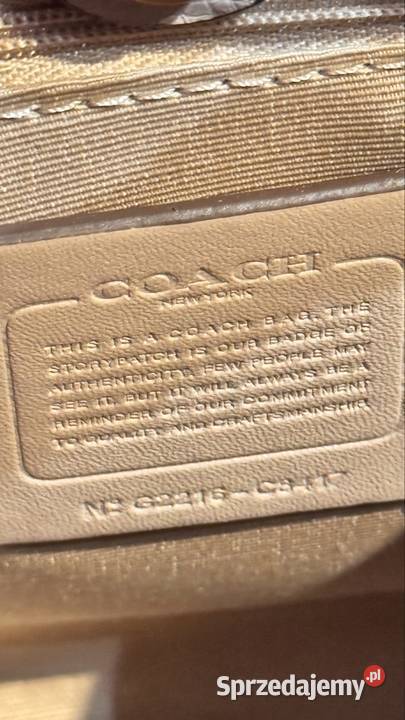 COACH
NEW YORK
THIS IS A COACH BAG. THE
STORYPATCH IS OUR BADGE OF
AUTHENTICITY. FEW PEOPLE MAY
SEE IT, BUT IT WILL ALWAYS BE A
REMINDER OF OUR COMMITMENT
TO QUALITY AND CRAFTSMANSHIP.
Nº
Sprzedajemy.pl